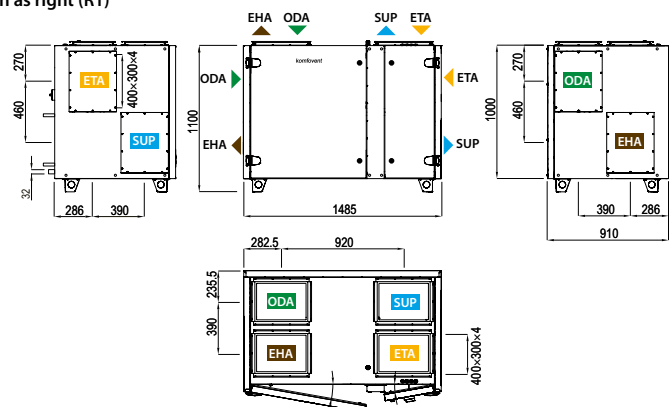 as right (R1)
EHA ODA SUP ETA
270
460
32
ETA
400×300×4
SUP
286 390
1100
ODA
EHA
komfovent
ETA
SUP
1485
270
460
1000
ODA
EHA
390 286
910
282.5 920
235.5
390
ODA SUP
EHA ETA
400×300×4